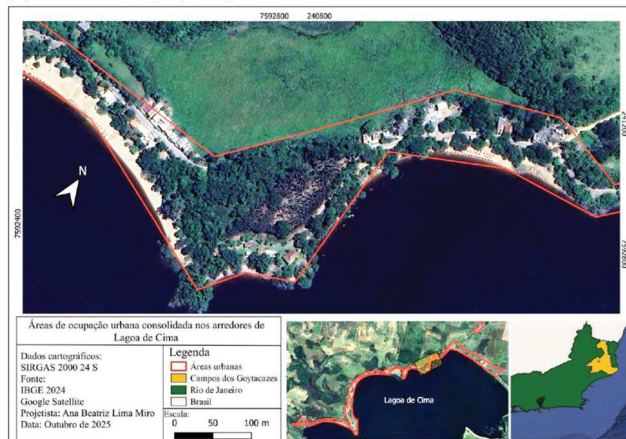 7592800 240800
241200
7592400
7592800
N
Áreas de ocupação urbana consolidada nos arredores de
Lagoa de Cima
Dados cartográficos:
SIRGAS 2000 24 S
Fonte:
IBGE 2024
Google Satellite
Projetista: Ana Beatriz Lima Miro
Data: Outubro de 2025
Legenda
Áreas urbanas
Campos dos Goytacazes
Rio de Janeiro
Brasil
Escala:
0 50 100 m
Lagoa de Cima